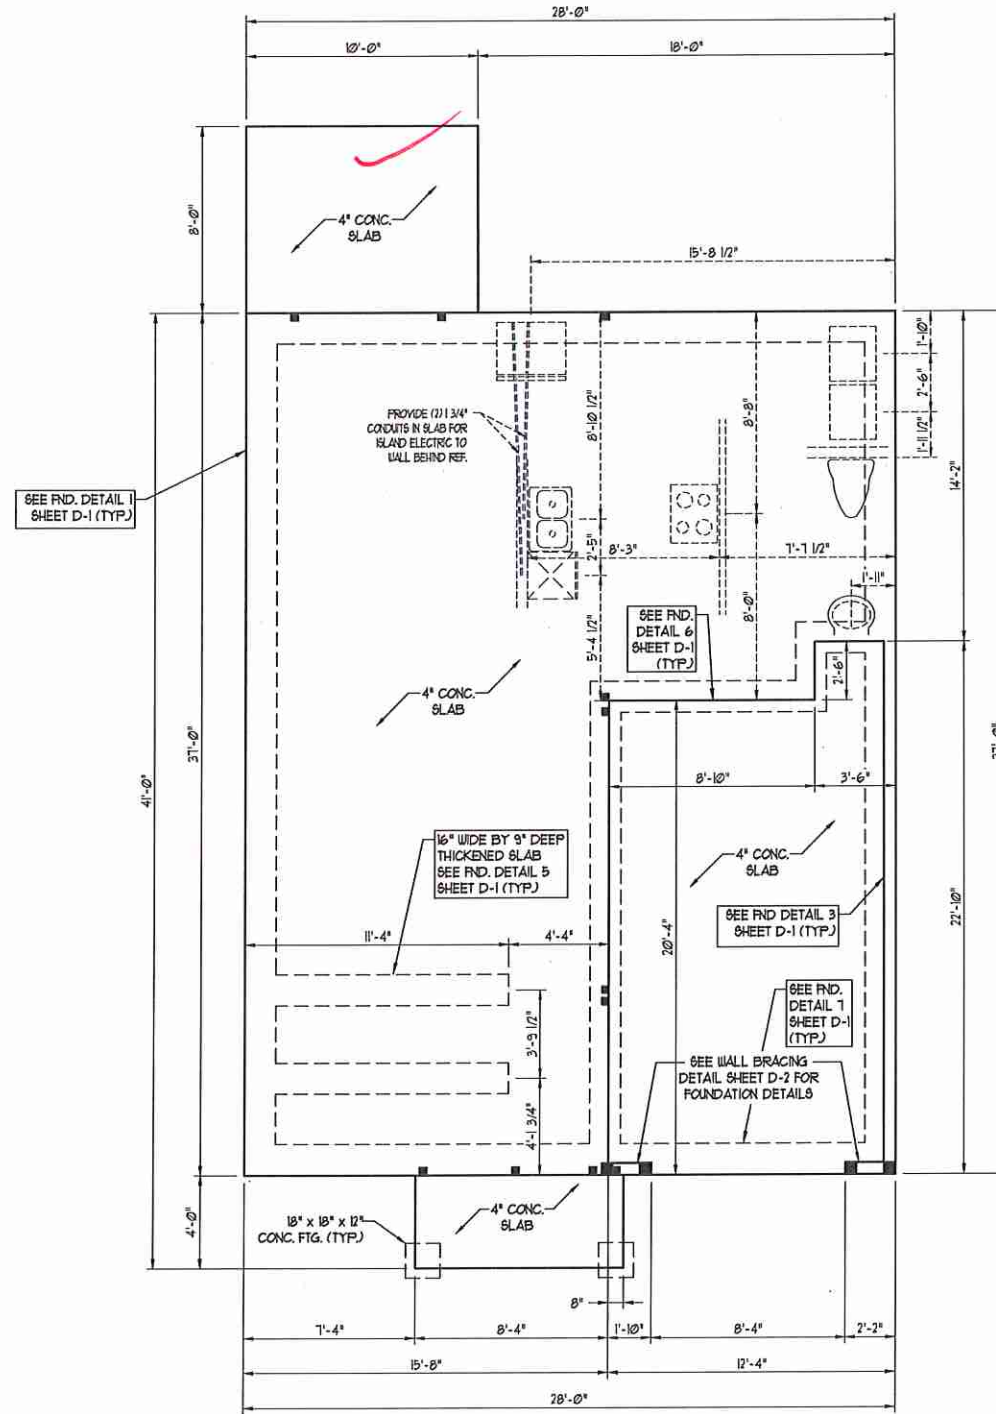 28'-0"
10'-0"
18'-0"
8'-0"
4" CONC.
SLAB
15'-8 1/2"
1'-10"
2'-6"
1'-11 1/2"
14'-2"
8'-10 1/2"
8'-8"
PROVIDE (2) 1 3/4"
CONDUITS IN SLAB FOR
ISLAND ELECTRIC TO
WALL BEHIND REF.
SEE FND. DETAIL 1
SHEET D-1 (TYP.)
2'-5"
8'-3"
7'-7 1/2"
1'-11"
8'-0"
5'-4 1/2"
SEE FND.
DETAIL 6
SHEET D-1
(TYP.)
2'-6"
4" CONC.
SLAB
37'-0"
41'-0"
37'-0"
8'-10"
3'-6"
16" WIDE BY 9" DEEP
THICKENED SLAB
SEE FND. DETAIL 5
SHEET D-1 (TYP.)
4" CONC.
SLAB
22'-10"
SEE FND DETAIL 3
SHEET D-1 (TYP.)
11'-4"
4'-4"
20'-4"
SEE FND.
DETAIL 7
SHEET D-1
(TYP.)
3'-9 1/2"
SEE WALL BRACING
DETAIL SHEET D-2 FOR
FOUNDATION DETAILS
4'-1 3/4"
4'-0"
18" x 18" x 12"
CONC. FTG. (TYP.)
4" CONC.
SLAB
8"
7'-4"
8'-4"
1'-10"
8'-4"
2'-2"
15'-8"
12'-4"
28'-0"